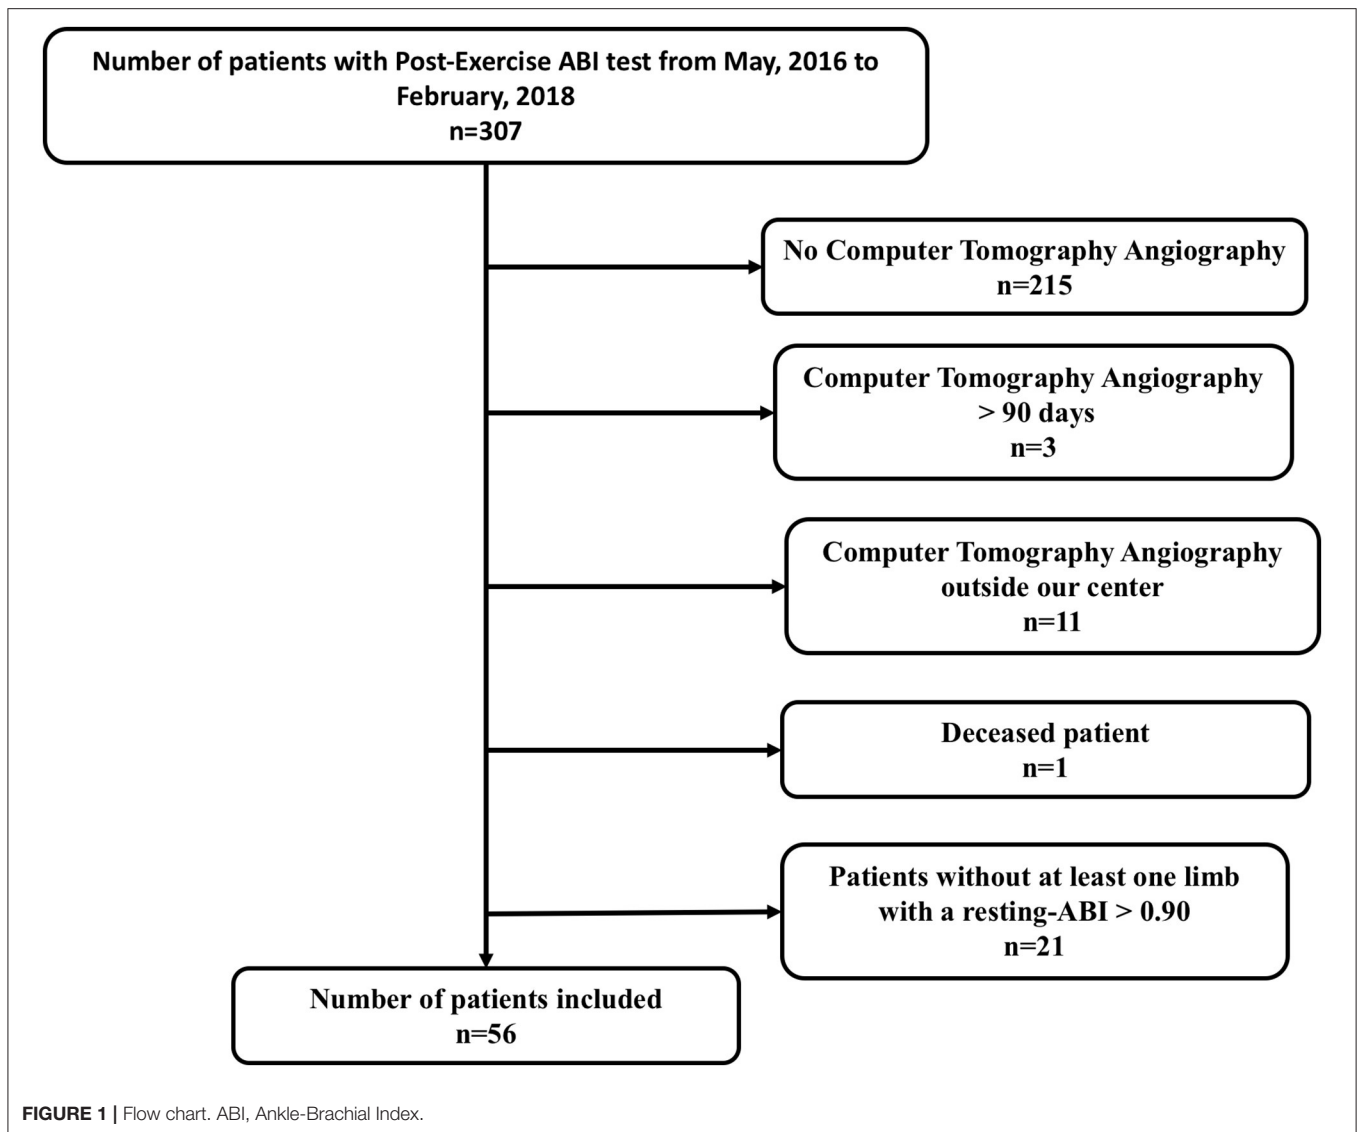 Number of patients with Post-Exercise ABI test from May, 2016 to
February, 2018
n=307
No Computer Tomography Angiography
n=215
Computer Tomography Angiography
> 90 days
n=3
Computer Tomography Angiography
outside our center
n=11
Deceased patient
n=1
Patients without at least one limb
with a resting-ABI > 0.90
n=21
Number of patients included
n=56
FIGURE 1 | Flow chart. ABI, Ankle-Brachial Index.